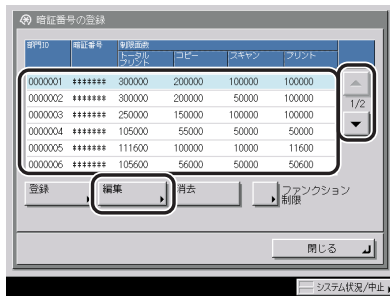 暗証番号の登録
部門ID 暗証番号 制限面数
トータルプリント コピー スキャン プリント
0000001 ******* 300000 200000 100000 100000
0000002 ******* 300000 200000 50000 100000
0000003 ******* 250000 150000 100000 100000
0000004 ******* 105000 55000 50000 50000
0000005 ******* 111600 100000 10000 11600
0000006 ******* 105600 56000 50000 50600
1/2
登録 編集 消去 ファンクション制限
閉じる
システム状況/中止